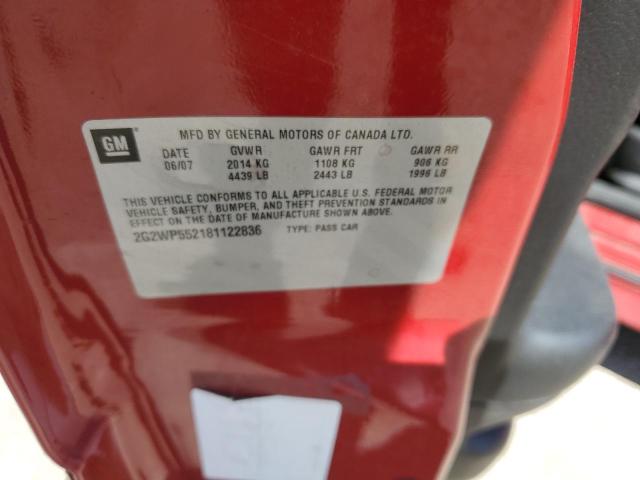 GM
MFD BY GENERAL MOTORS OF CANADA LTD.
DATE GVWR GAWR FRT GAWR RR
06/07 2014 KG 1108 KG 906 KG
4439 LB 2443 LB 1996 LB
THIS VEHICLE CONFORMS TO ALL APPLICABLE U.S. FEDERAL MOTOR
VEHICLE SAFETY, BUMPER, AND THEFT PREVENTION STANDARDS IN
EFFECT ON THE DATE OF MANUFACTURE SHOWN ABOVE.
2G2WP552181122836 TYPE: PASS CAR